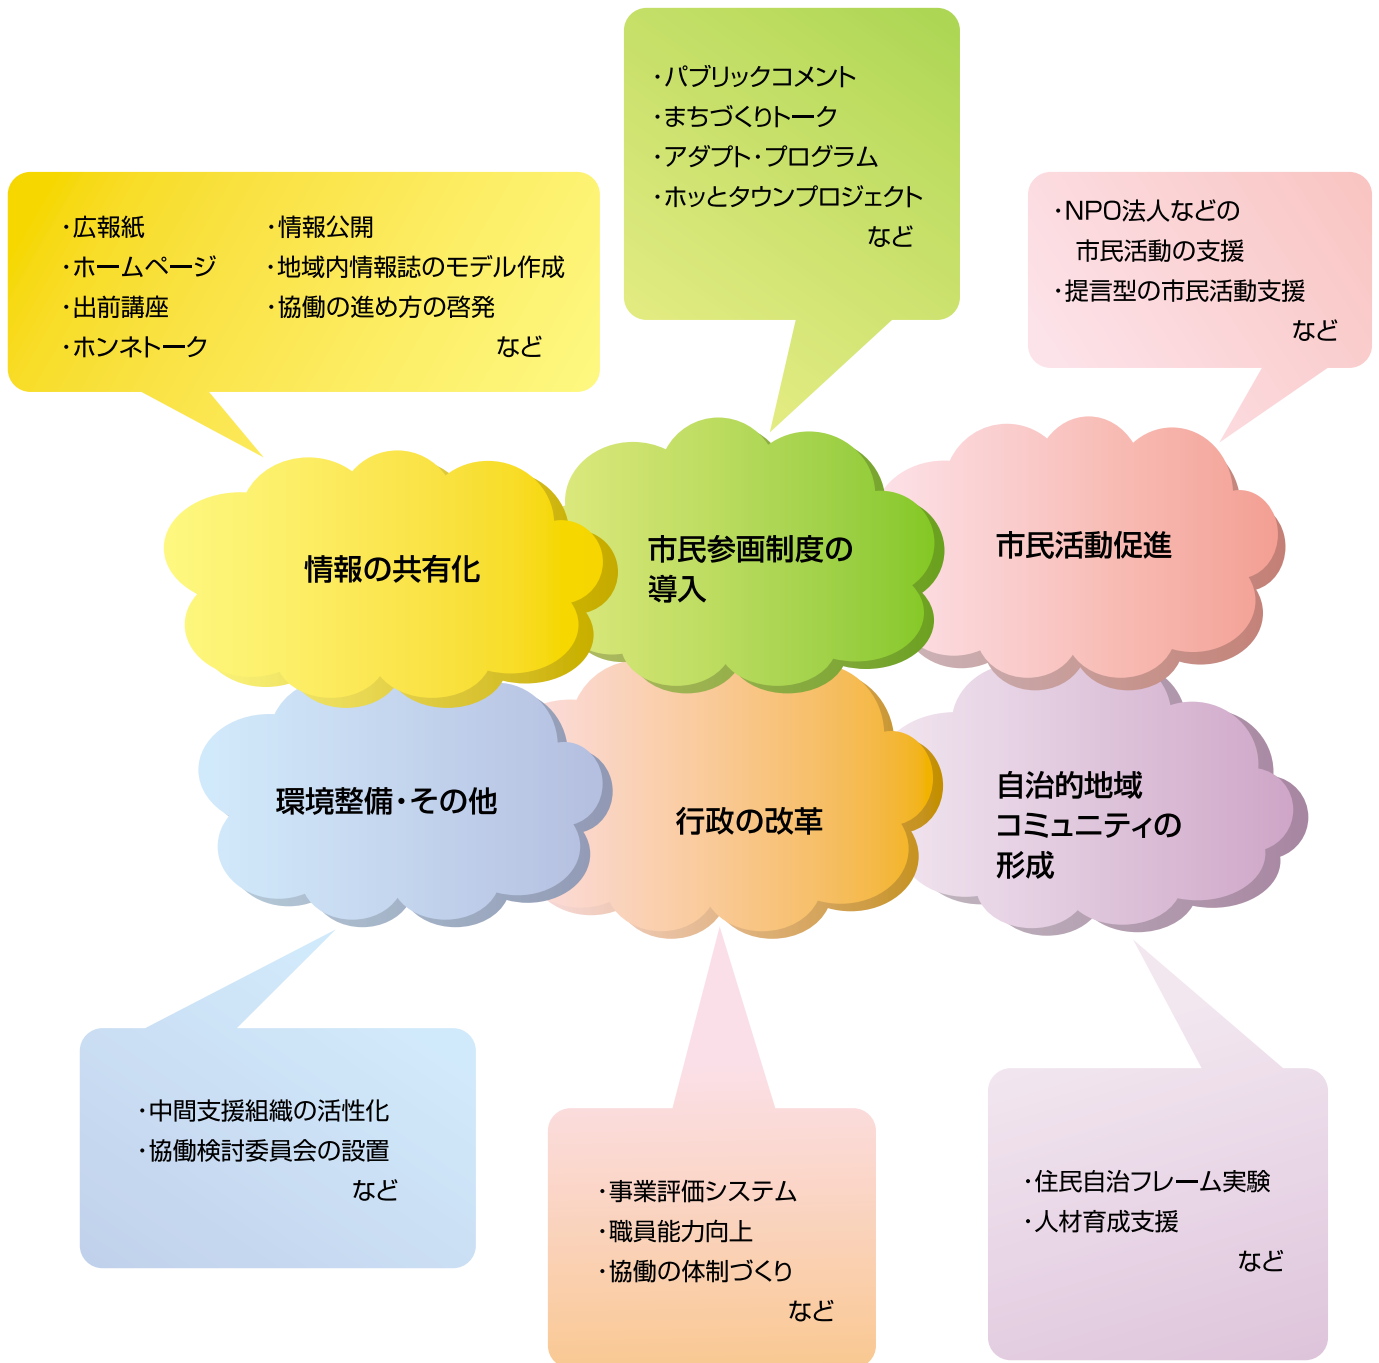 ・パブリックコメント
・まちづくりトーク
・アダプト・プログラム
・ホッとタウンプロジェクト
など
・広報紙
・ホームページ
・出前講座
・ホンネトーク
・情報公開
・地域内情報誌のモデル作成
・協働の進め方の啓発
など
・NPO法人などの
市民活動の支援
・提言型の市民活動支援
など
情報の共有化
市民参画制度の
導入
市民活動促進
環境整備・その他
行政の改革
自治的地域
コミュニティの
形成
・中間支援組織の活性化
・協働検討委員会の設置
など
・事業評価システム
・職員能力向上
・協働の体制づくり
など
・住民自治フレーム実験
・人材育成支援
など